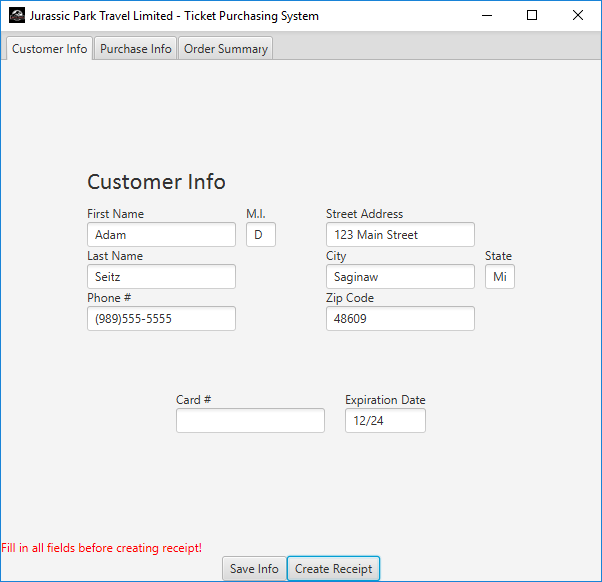 Jurassic Park Travel Limited - Ticket Purchasing System
Customer Info Purchase Info Order Summary
Customer Info
First Name M.I. Street Address
Adam D 123 Main Street
Last Name City State
Seitz Saginaw Mi
Phone # Zip Code
(989)555-5555 48609
Card # Expiration Date
12/24
Fill in all fields before creating receipt!
Save Info Create Receipt